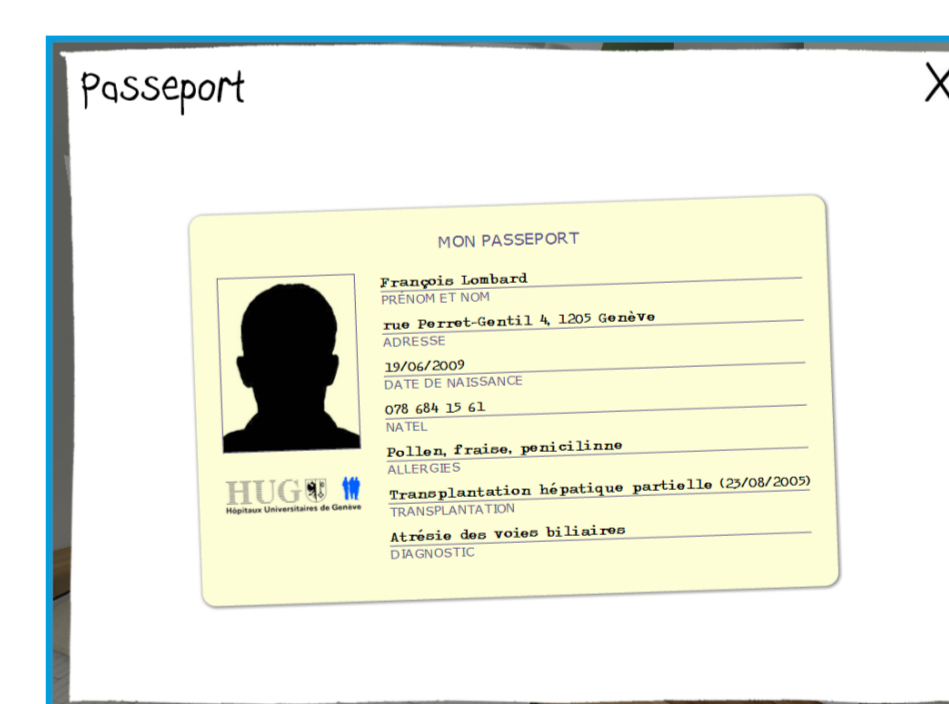 Passeport
X
MON PASSEPORT
François Lombard
PRÉNOM ET NOM
rue Perret-Gentil 4, 1205 Genève
ADRESSE
19/06/2009
DATE DE NAISSANCE
078 684 15 61
NATEL
Pollen, fraise, penicilinne
ALLERGIES
Transplantation hépatique partielle (23/08/2005)
TRANSPLANTATION
Atrésie des voies biliaires
DIAGNOSTIC
HUG
Hôpitaux Universitaires de Genève